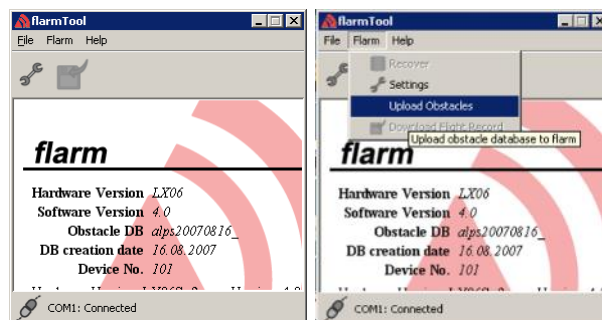 flarmTool
File Flarm Help
flarm
Hardware Version LX06
Software Version 4.0
Obstacle DB alps20070816_
DB creation date 16.08.2007
Device No. 101
COM1: Connected
flarmTool
File Flarm Help
Recover
Settings
Upload Obstacles
Download Flight Record
Upload obstacle database to flarm
flarm
Hardware Version LX06
Software Version 4.0
Obstacle DB alps20070816_
DB creation date 16.08.2007
Device No. 101
COM1: Connected